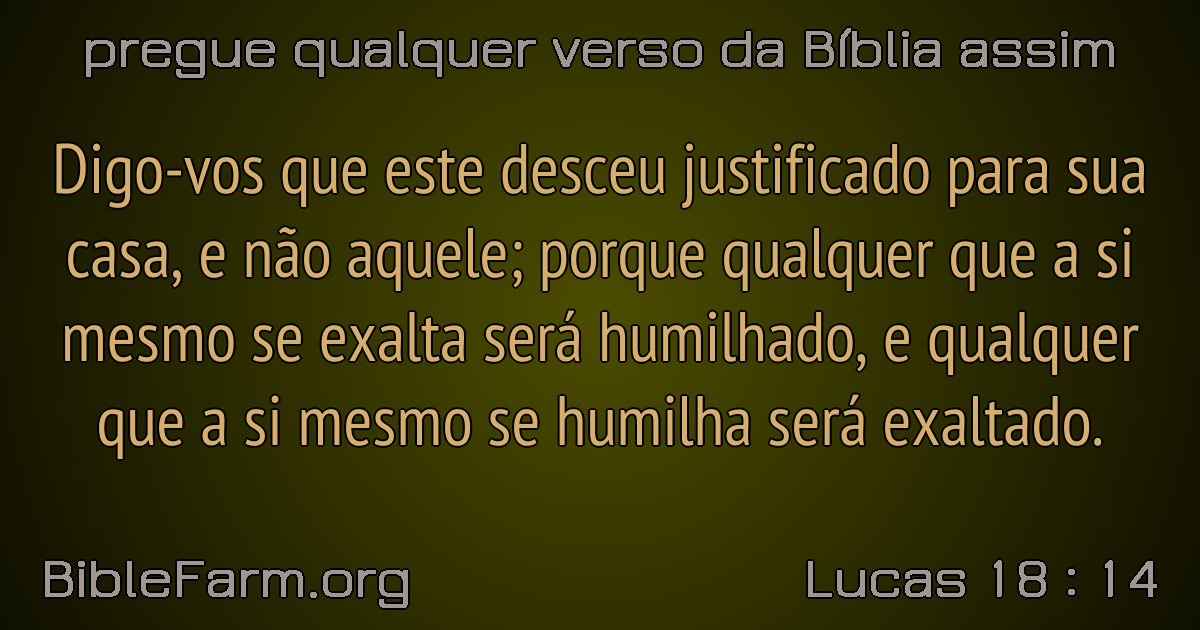 pregue qualquer verso da Bíblia assim
Digo-vos que este desceu justificado para sua
casa, e não aquele; porque qualquer que a si
mesmo se exalta será humilhado, e qualquer
que a si mesmo se humilha será exaltado.
BibleFarm.org
Lucas 18 : 14